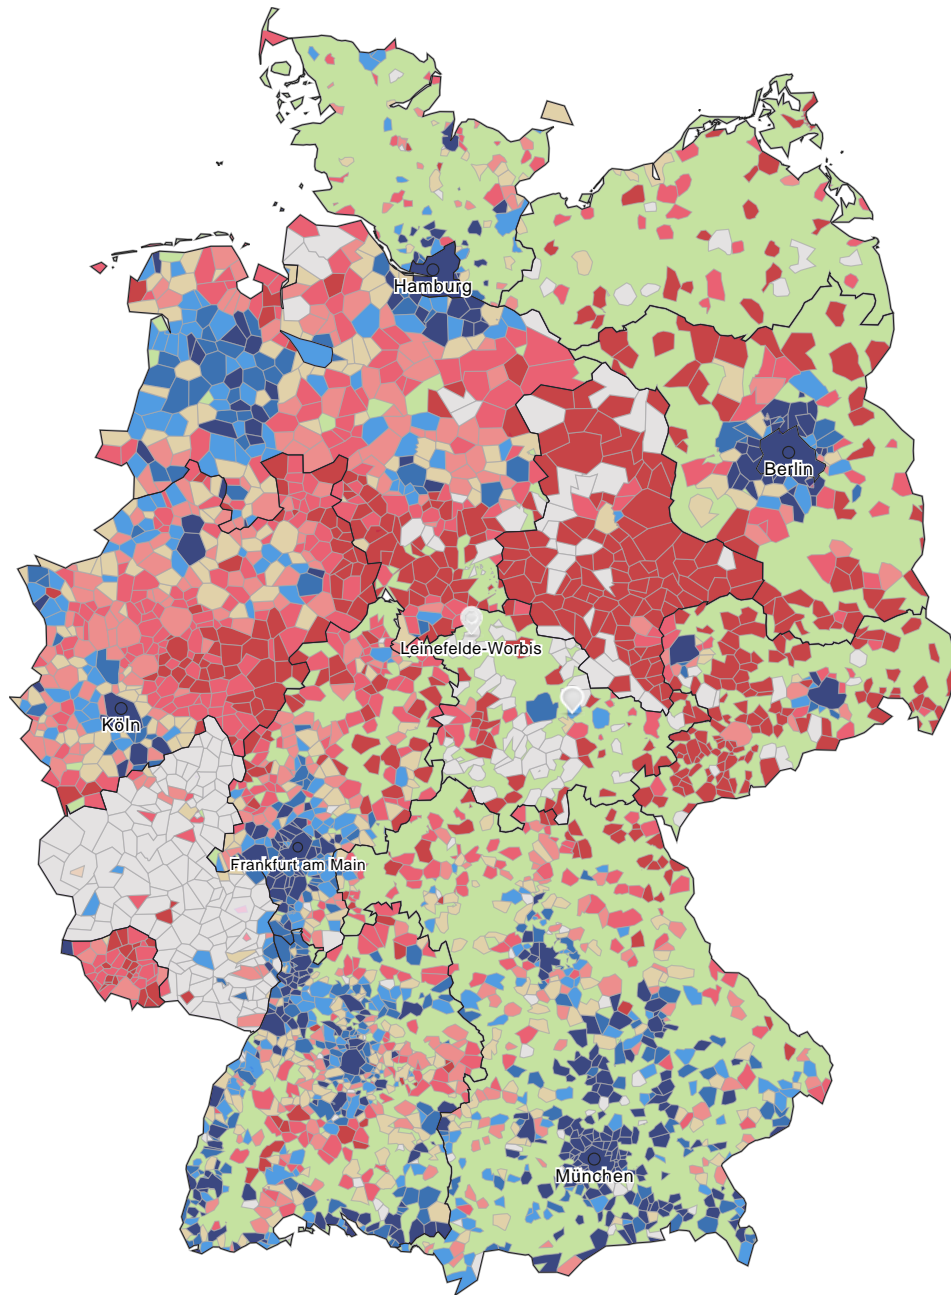 Hamburg
Berlin
Leinefelde-Worbis
Köln
Frankfurt am Main
München